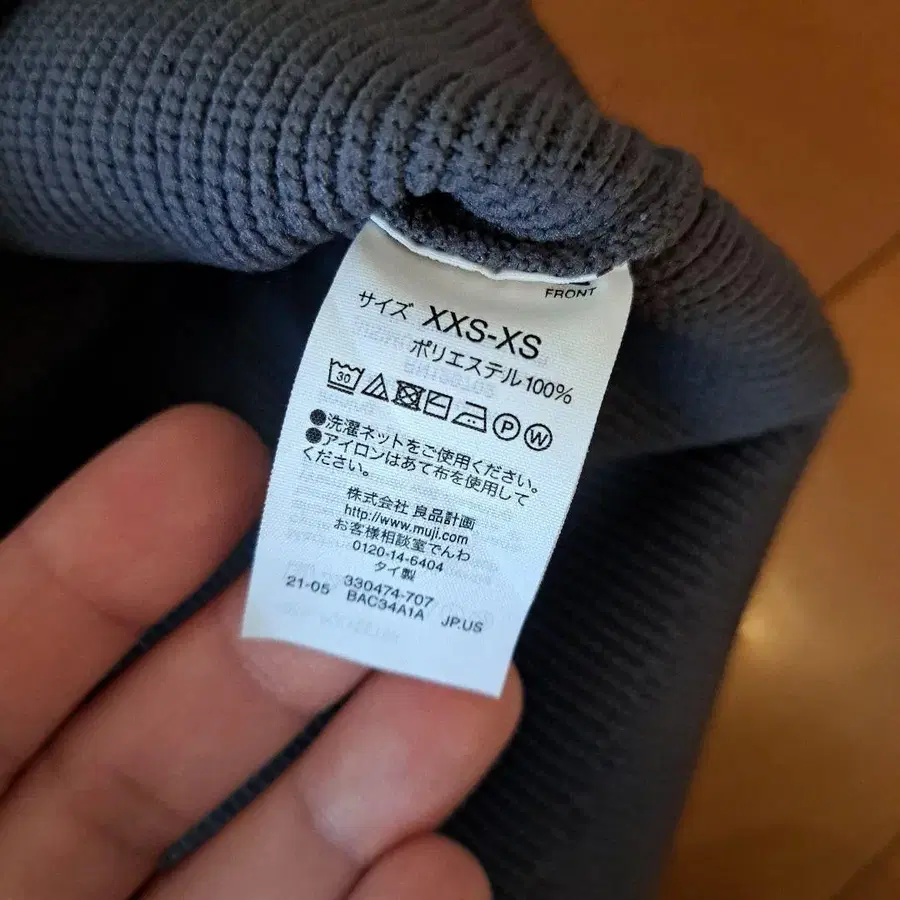 FRONT
サイズ XXS-XS
ポリエステル100%
30 P W
●洗濯ネットをご使用ください。
●アイロンはあて布を使用して
ください。
株式会社 良品計画
http://www.muji.com
お客様相談室でんわ
0120-14-6404
タイ製
330474-707
21-05 BAC34A1A JP.US